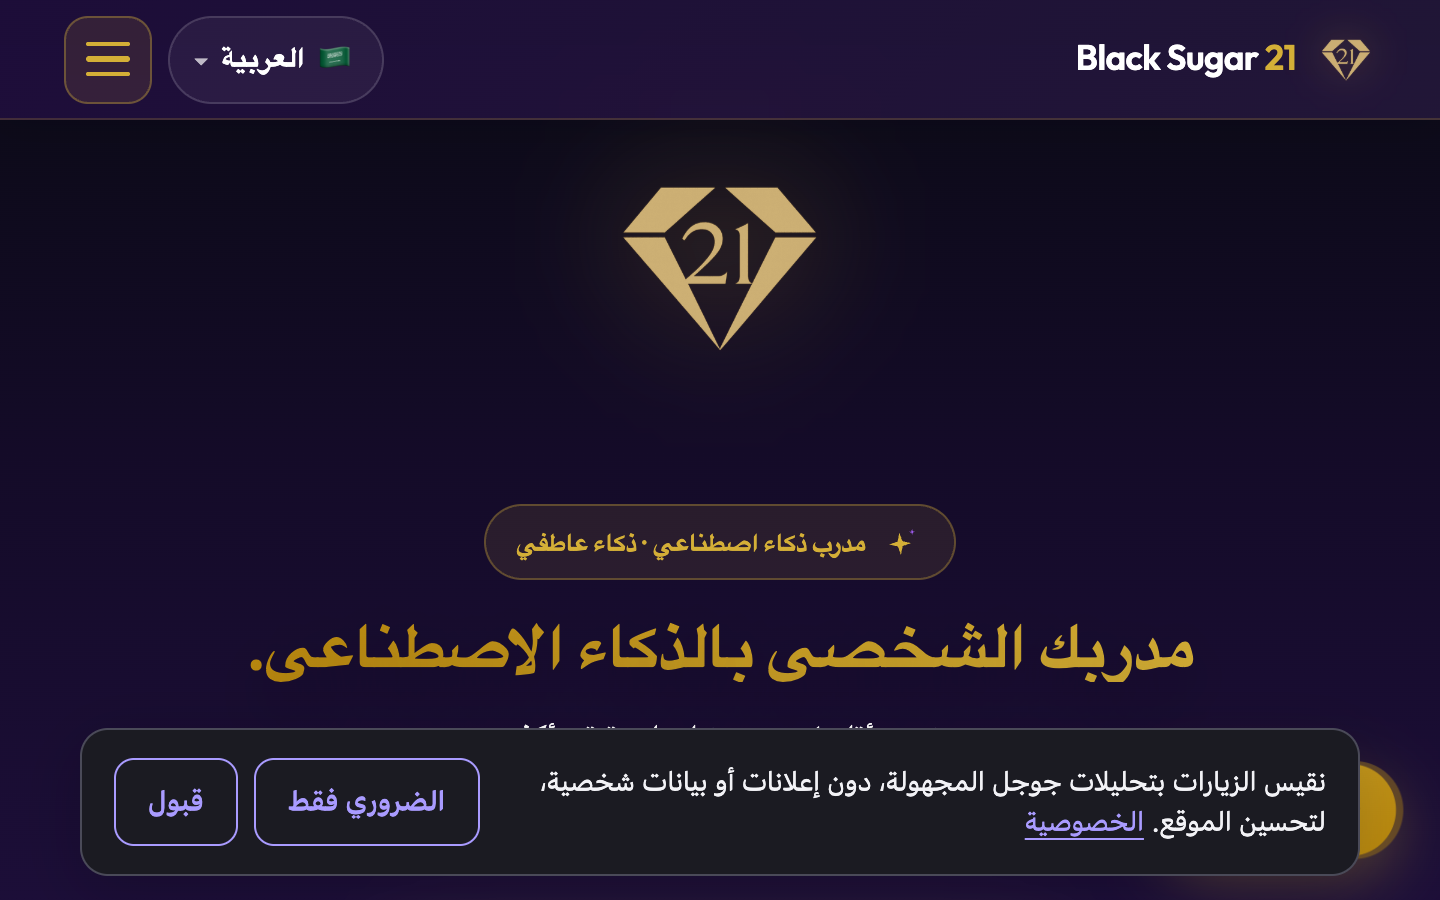 Black Sugar 21
21
العربية
21
مدرب ذكاء اصطناعي · ذكاء عاطفي
مدربك الشخصي بالذكاء الاصطناعي.
نقيس الزيارات بتحليلات جوجل المجهولة، دون إعلانات أو بيانات شخصية،
لتحسين الموقع. الخصوصية
الضروري فقط
قبول